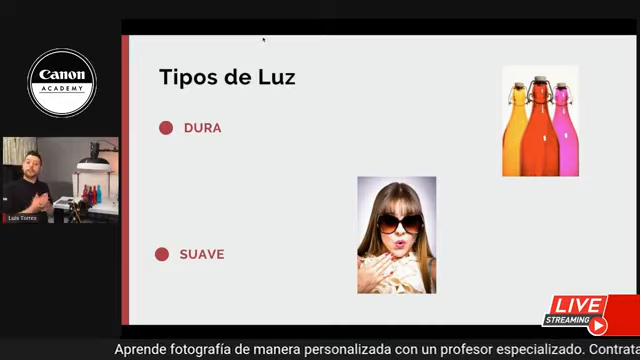 Canon
ACADEMY
Tipos de Luz
DURA
SUAVE
Luis Torres
LIVE
STREAMING
Aprende fotografía de manera personalizada con un profesor especializado. Contrata